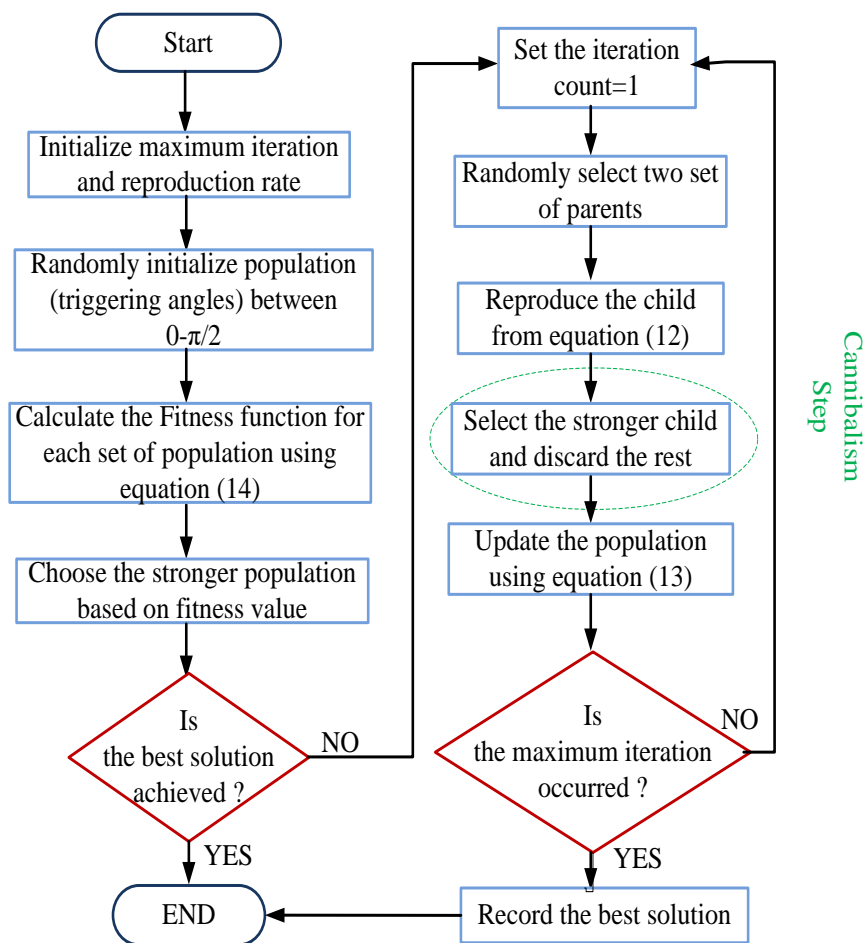 Start
Initialize maximum iteration
and reproduction rate
Randomly initialize population
(triggering angles) between
0-π/2
Calculate the Fitness function for
each set of population using
equation (14)
Choose the stronger population
based on fitness value
Is
the best solution
achieved ?
NO
YES
END
Set the iteration
count=1
Randomly select two set
of parents
Reproduce the child
from equation (12)
Select the stronger child
and discard the rest
Cannibalism
Step
Update the population
using equation (13)
Is
the maximum iteration
occurred ?
NO
YES
Record the best solution